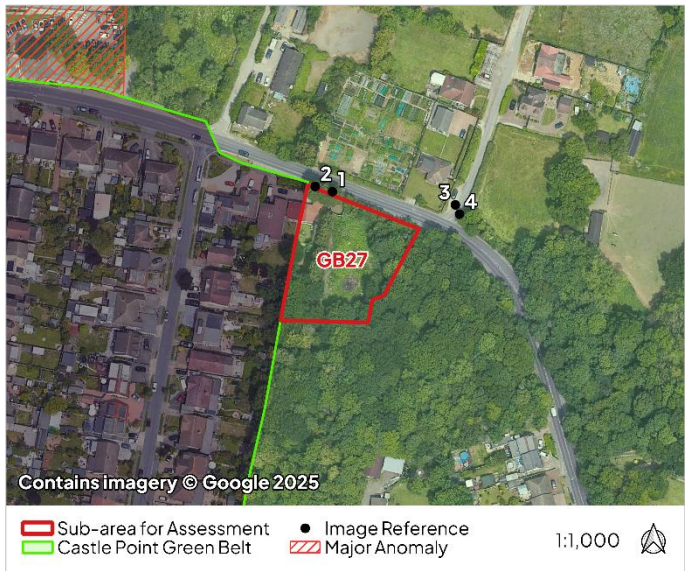 2
1
3
4
GB27
Contains imagery © Google 2025
Sub-area for Assessment
Image Reference
Castle Point Green Belt
Major Anomaly
1:1,000